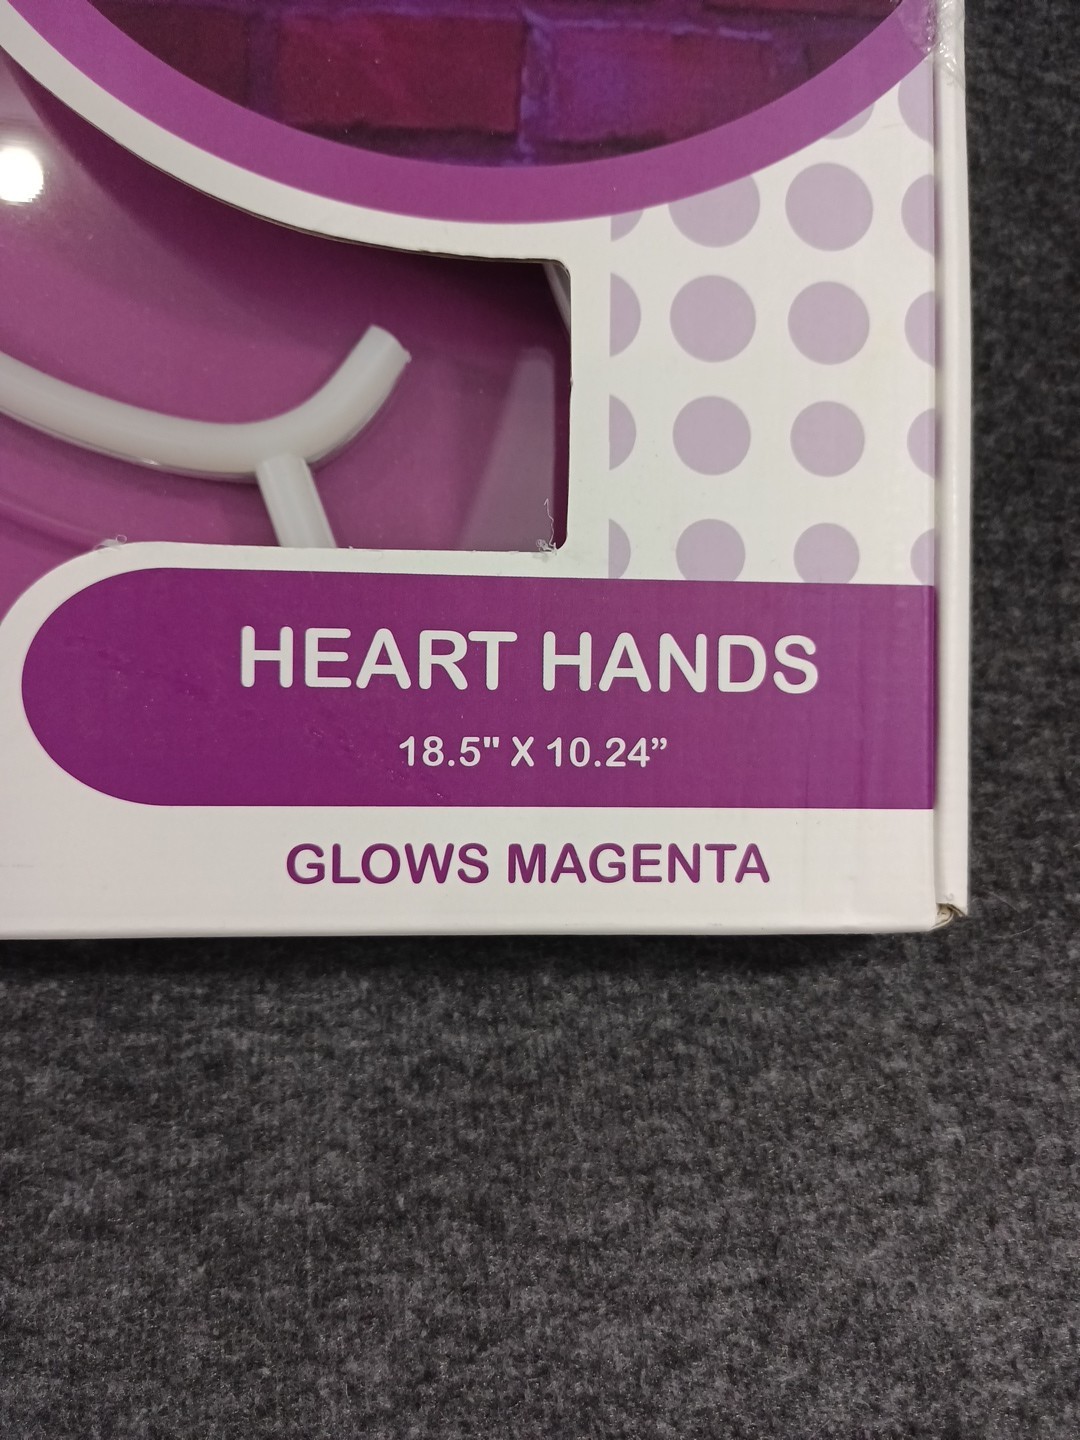 HEART HANDS
18.5" X 10.24”
GLOWS MAGENTA